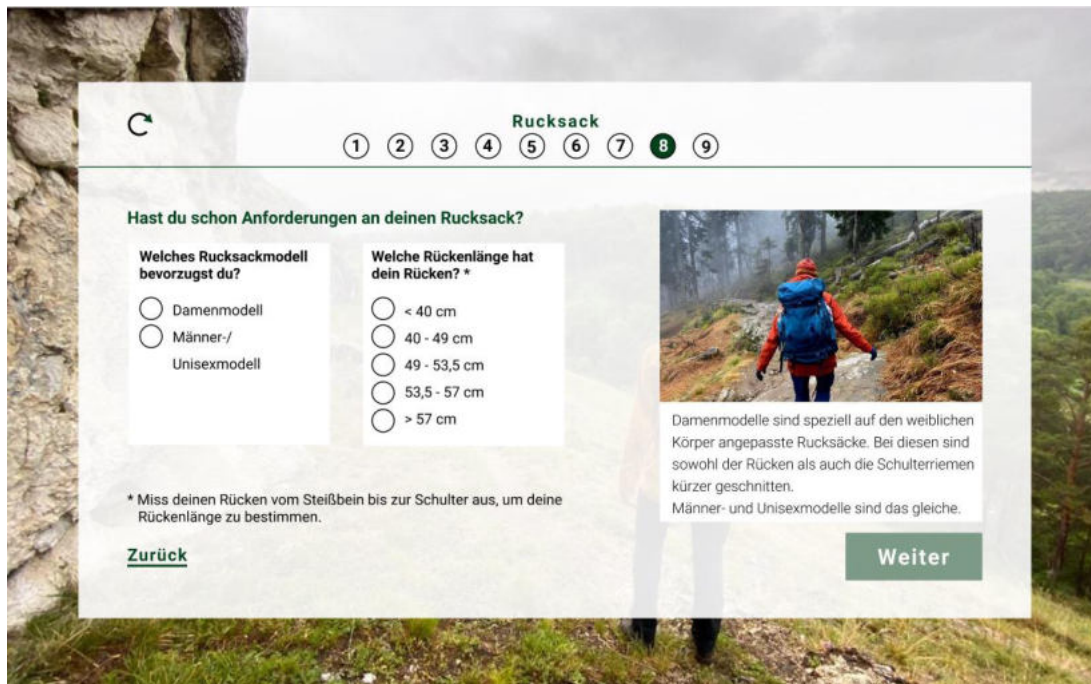 Rucksack
1 2 3 4 5 6 7 8 9
Hast du schon Anforderungen an deinen Rucksack?
Welches Rucksackmodell
bevorzugst du?
Damenmodell
Männer-/
Unisexmodell
Welche Rückenlänge hat
dein Rücken? *
< 40 cm
40 - 49 cm
49 - 53,5 cm
53,5 - 57 cm
> 57 cm
Damenmodelle sind speziell auf den weiblichen
Körper angepasste Rucksäcke. Bei diesen sind
sowohl der Rücken als auch die Schulterriemen
kürzer geschnitten.
Männer- und Unisexmodelle sind das gleiche.
* Miss deinen Rücken vom Steißbein bis zur Schulter aus, um deine
Rückenlänge zu bestimmen.
Zurück
Weiter